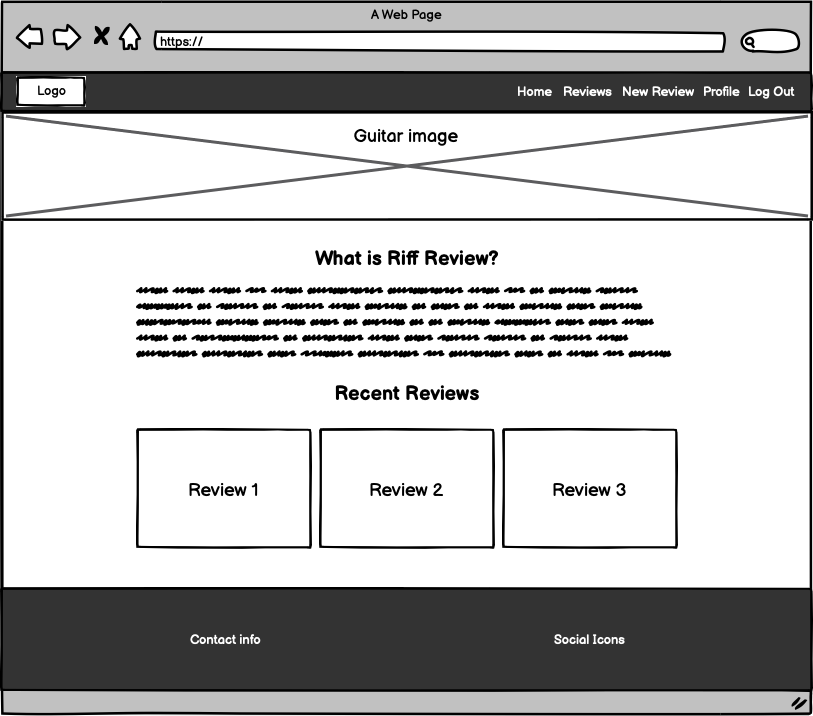 A Web Page
https://
Logo
Home Reviews New Review Profile Log Out
Guitar image
What is Riff Review?
Recent Reviews
Review 1 Review 2 Review 3
Contact info Social Icons